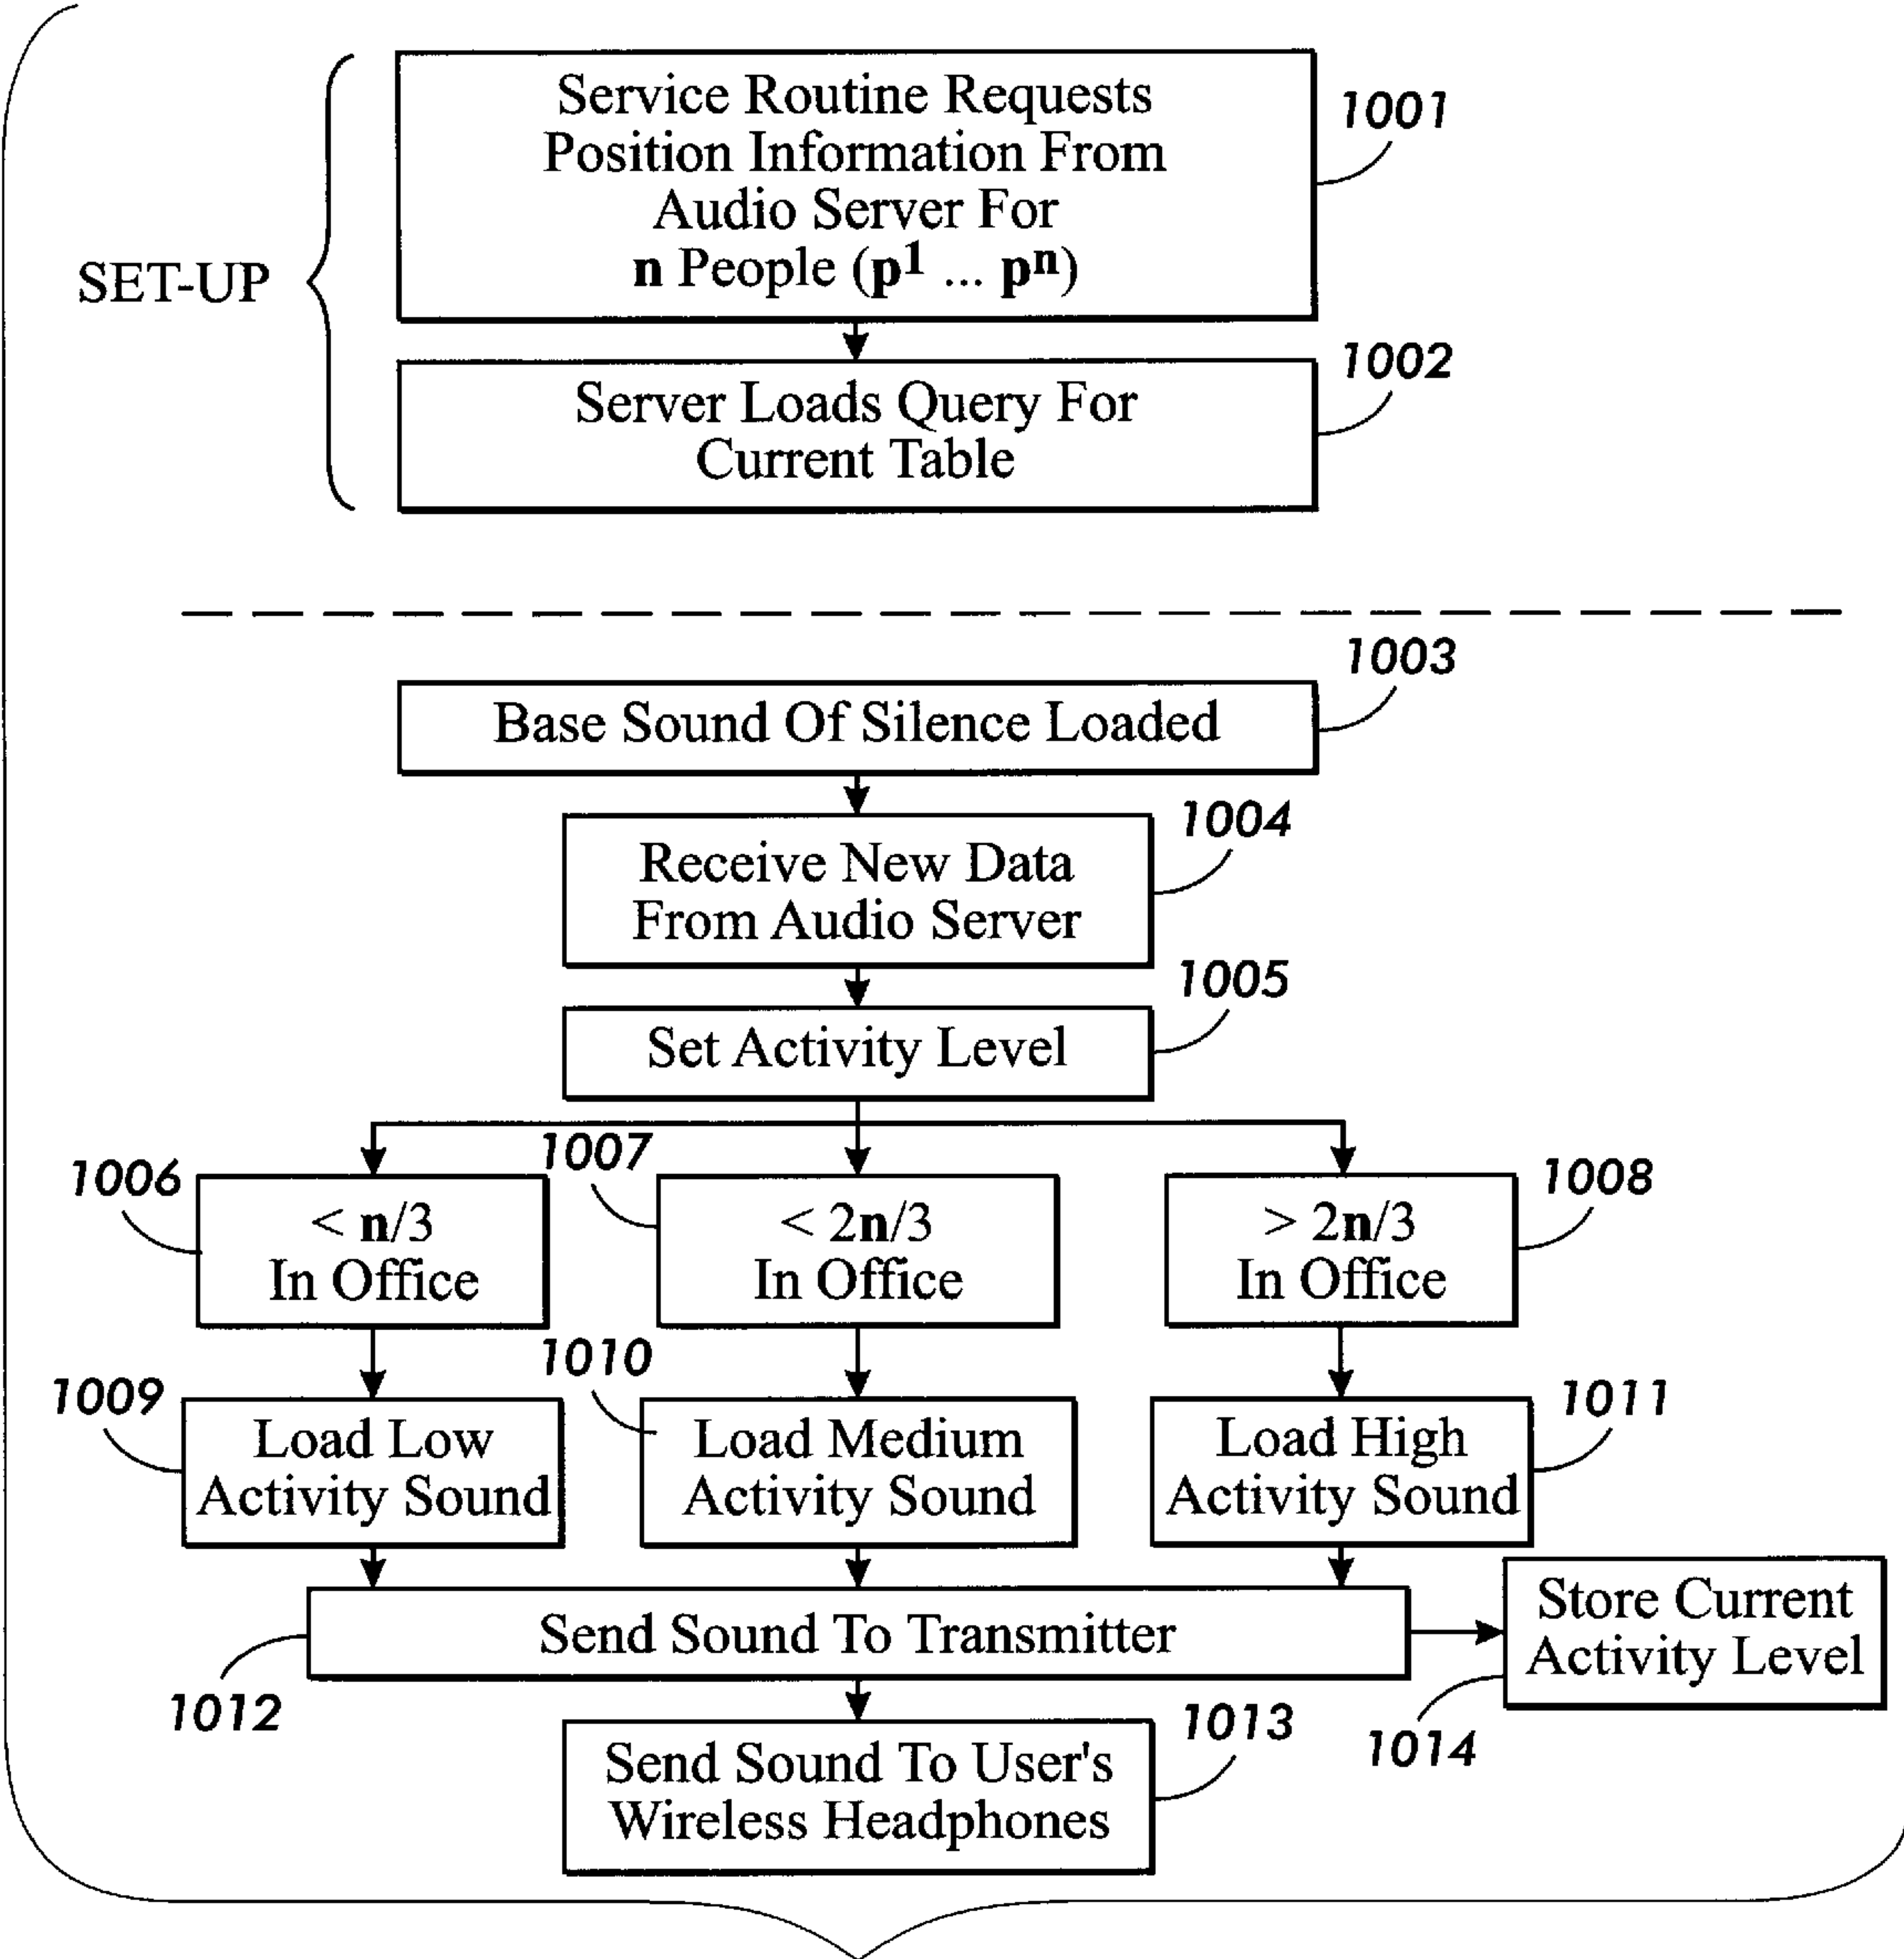 Service Routine Requests
Position Information From
Audio Server For
n People (p¹ ... pⁿ)
1001
SET-UP
Server Loads Query For
Current Table
1002
Base Sound Of Silence Loaded
1003
Receive New Data
From Audio Server
1004
Set Activity Level
1005
1006
< n/3
In Office
1007
< 2n/3
In Office
1008
> 2n/3
In Office
1009
Load Low
Activity Sound
1010
Load Medium
Activity Sound
1011
Load High
Activity Sound
Send Sound To Transmitter
1012
Store Current
Activity Level
1014
Send Sound To User's
Wireless Headphones
1013